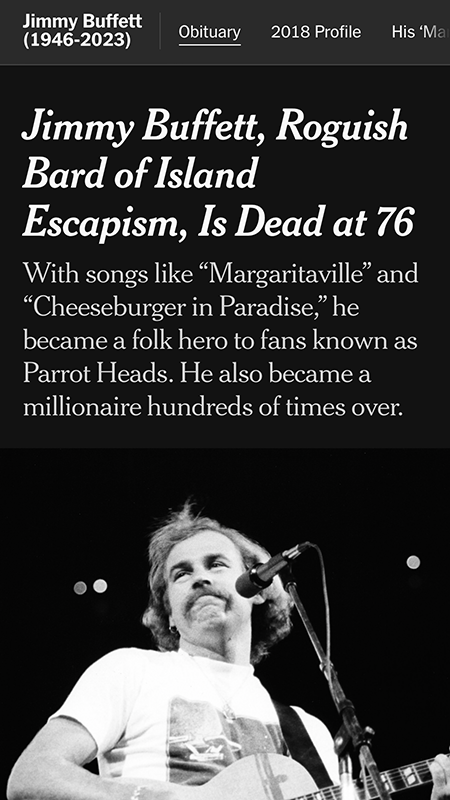 Jimmy Buffett
(1946-2023)
Obituary
2018 Profile
His ‘Ma
Jimmy Buffett, Roguish
Bard of Island
Escapism, Is Dead at 76
With songs like “Margaritaville” and
“Cheeseburger in Paradise,” he
became a folk hero to fans known as
Parrot Heads. He also became a
millionaire hundreds of times over.